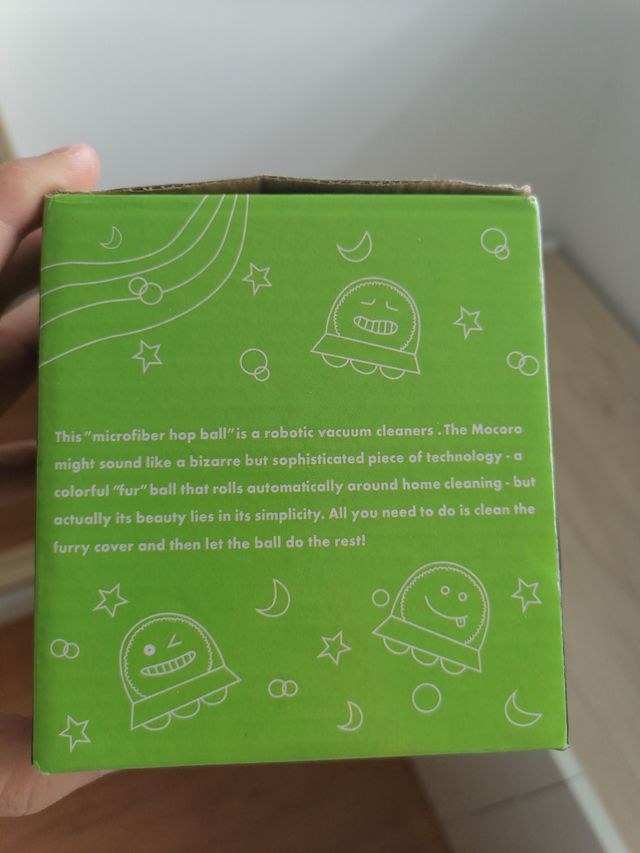 This "microfiber hop ball" is a robotic vacuum cleaners . The Mocoro
might sound like a bizarre but sophisticated piece of technology - a
colorful "fur" ball that rolls automatically around home cleaning - but
actually its beauty lies in its simplicity. All you need to do is clean the
furry cover and then let the ball do the rest!